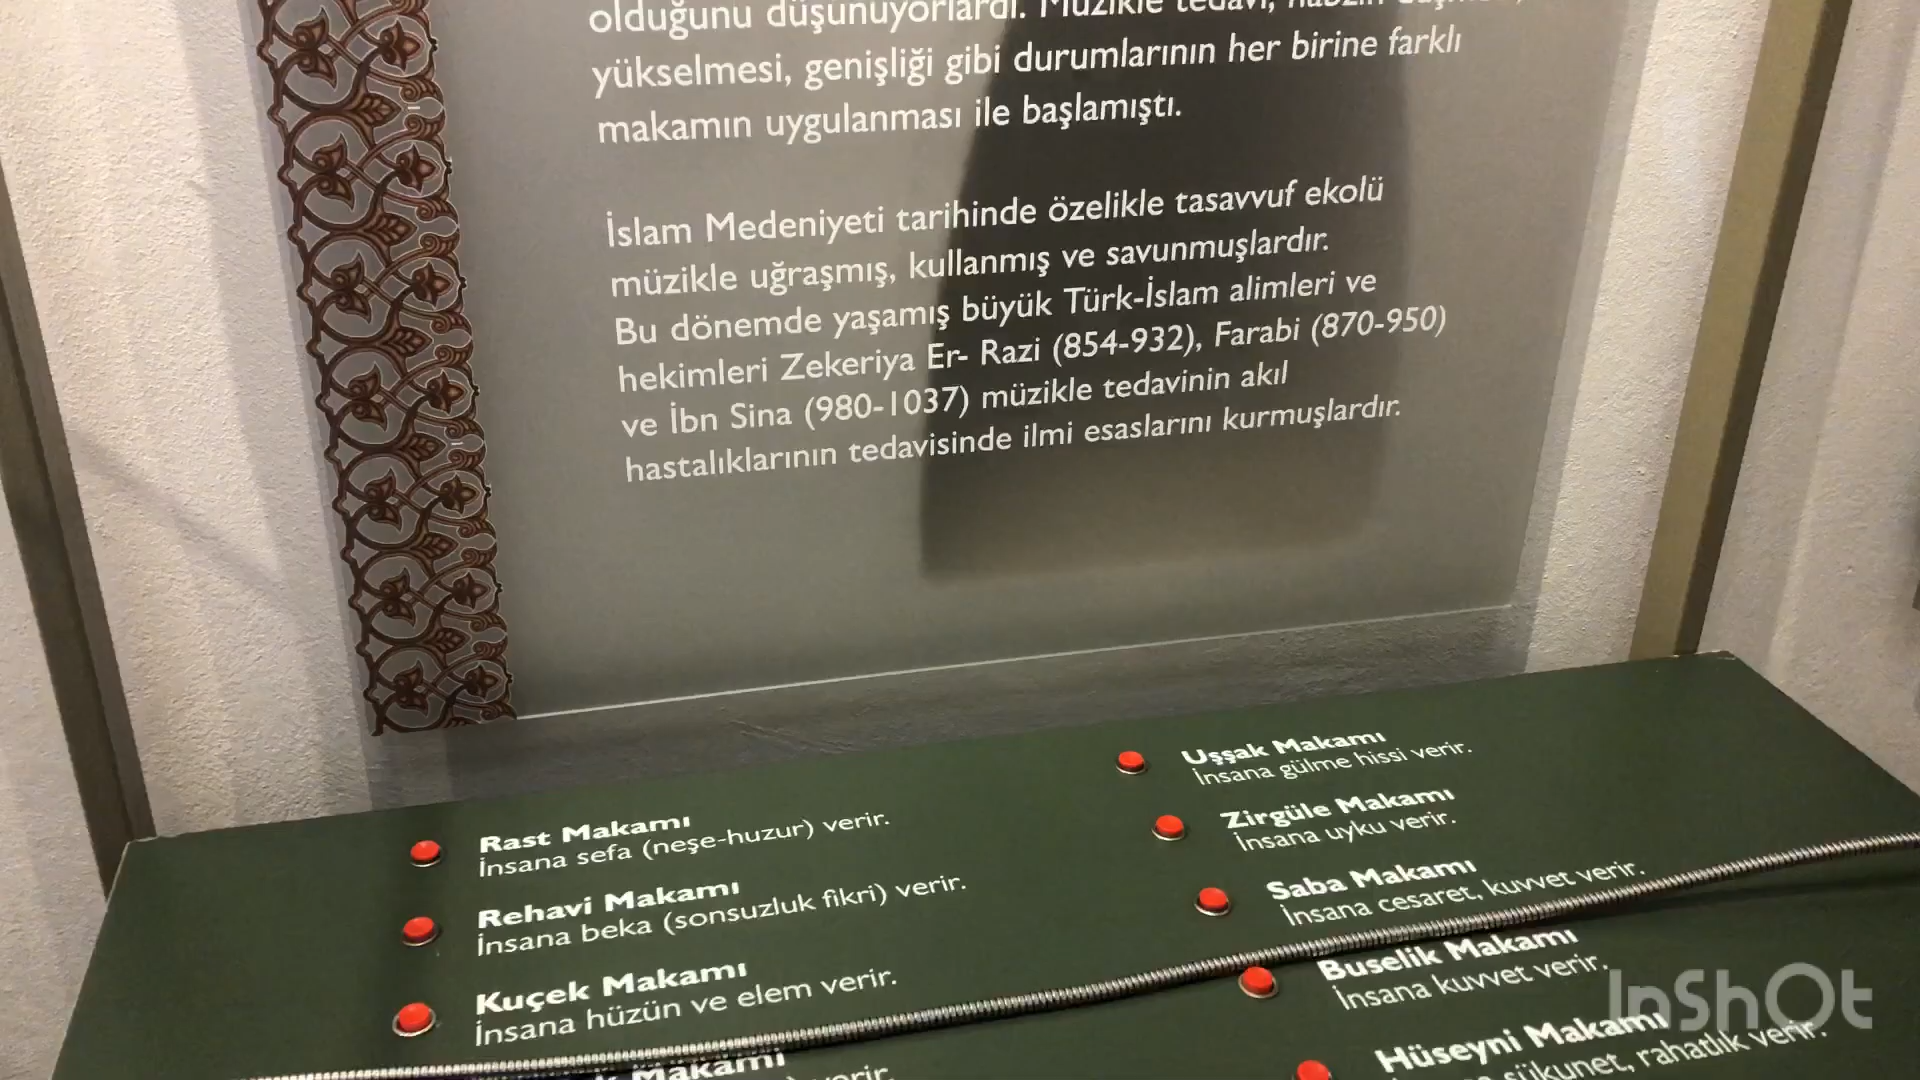 olduğunu düşünüyorlardı. Müzikle tedavi,
yükselmesi, genişliği gibi durumlarının her birine farklı
makamın uygulanması ile başlamıştı.
İslam Medeniyeti tarihinde özelikle tasavvuf ekolü
müzikle uğraşmış, kullanmış ve savunmuşlardır.
Bu dönemde yaşamış büyük Türk-İslam alimleri ve
hekimleri Zekeriya Er- Razi (854-932), Farabi (870-950)
ve İbn Sina (980-1037) müzikle tedavinin akıl
hastalıklarının tedavisinde ilmi esaslarını kurmuşlardır.
Rast Makamı
İnsana sefa (neşe-huzur) verir.
Rehavi Makamı
İnsana beka (sonsuzluk fikri) verir.
Kuçek Makamı
İnsana hüzün ve elem verir.
Makamı
verir.
Uşşak Makamı
İnsana gülme hissi verir.
Zirgüle Makamı
İnsana uyku verir.
Saba Makamı
İnsana cesaret, kuvvet verir.
Buselik Makamı
İnsana kuvvet verir.
Hüseyni Makamı
sükunet, rahatlık verir.
InShOt